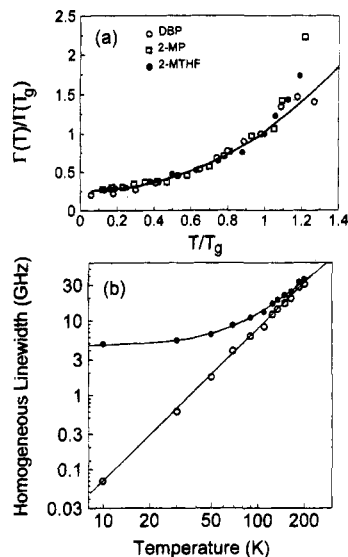 (a)
DBP
2-MP
2-MTHF
Γ(T)/Γ(Tg)
2.5
2
1.5
1
0.5
0
0 0.2 0.4 0.6 0.8 1 1.2 1.4
T/Tg
(b)
Homogeneous Linewidth (GHz)
30
10
3
1
0.3
0.1
0.03
10 30 50 100 200
Temperature (K)